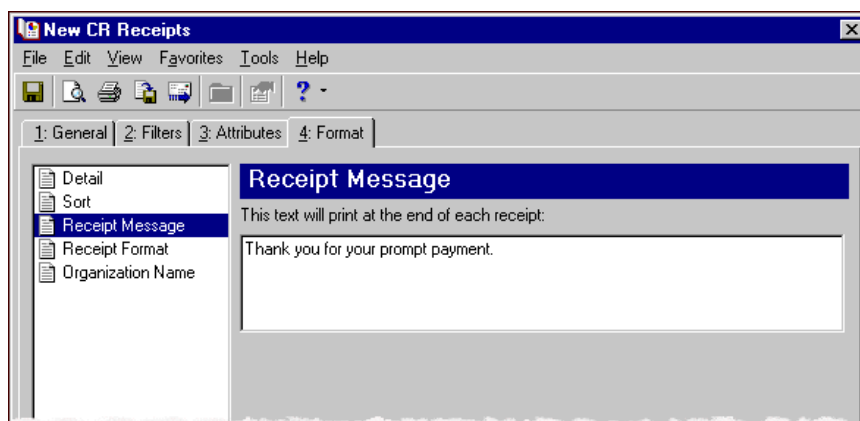 New CR Receipts
File Edit View Favorites Tools Help
?
1: General 2: Filters 3: Attributes 4: Format
Detail
Sort
Receipt Message
Receipt Format
Organization Name
Receipt Message
This text will print at the end of each receipt:
Thank you for your prompt payment.